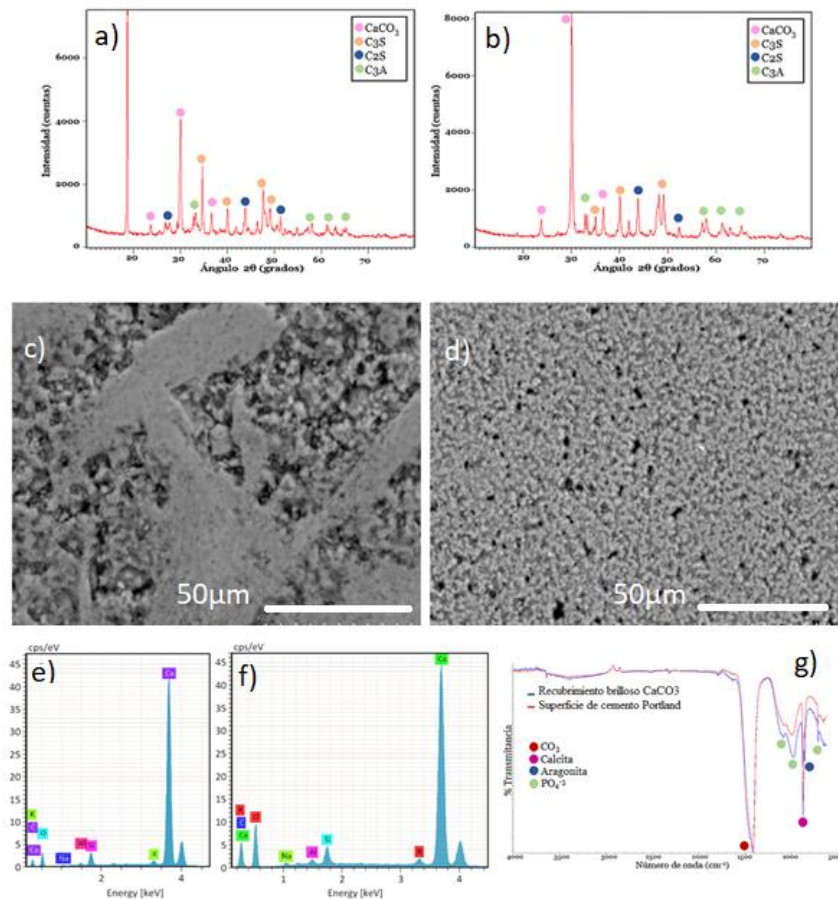 a)
CaCO₃
C3S
C2S
C3A
Intensidad (cuentas)
6000
4000
2000
0
20
30
40
50
60
70
Ángulo 2θ (grados)
b)
CaCO₃
C3S
C2S
C3A
Intensidad (cuentas)
8000
6000
4000
2000
0
20
30
40
50
60
70
Ángulo 2θ (grados)
c)
50µm
d)
50µm
cps/eV
e)
45
40
35
30
25
20
15
10
5
0
Ca
K
C
O
Ca
Na
Al
Si
K
2
4
Energy [keV]
cps/eV
f)
45
40
35
30
25
20
15
10
5
0
Ca
K
C
Ca
Na
Al
Si
K
1
2
3
4
Energy [keV]
g)
Recubrimiento brilloso CaCO3
Superficie de cemento Portland
CO₃
Calcita
Aragonita
PO₄⁻³
% Transmitancia
Número de onda (cm⁻¹)